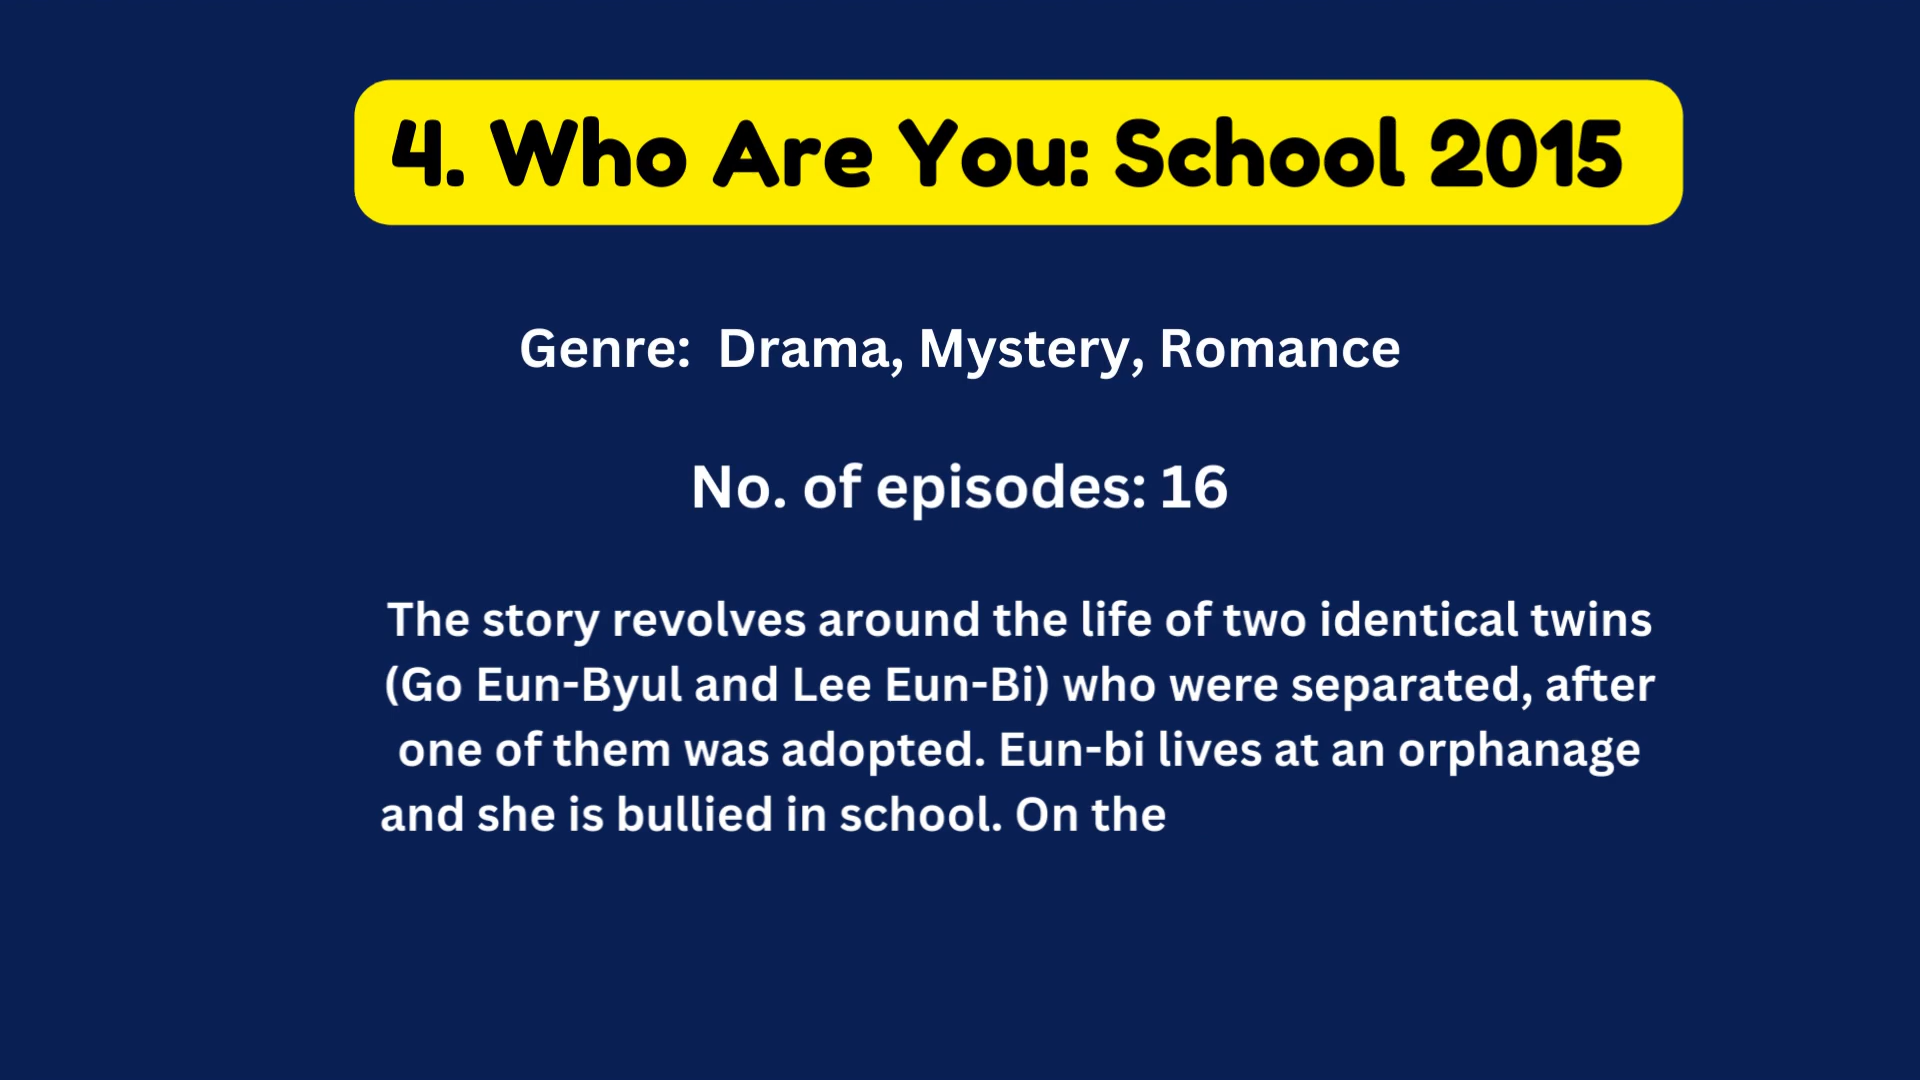 4. Who Are You: School 2015
Genre:  Drama, Mystery, Romance
No. of episodes: 16
The story revolves around the life of two identical twins
(Go Eun-Byul and Lee Eun-Bi) who were separated, after
one of them was adopted. Eun-bi lives at an orphanage
and she is bullied in school. On the